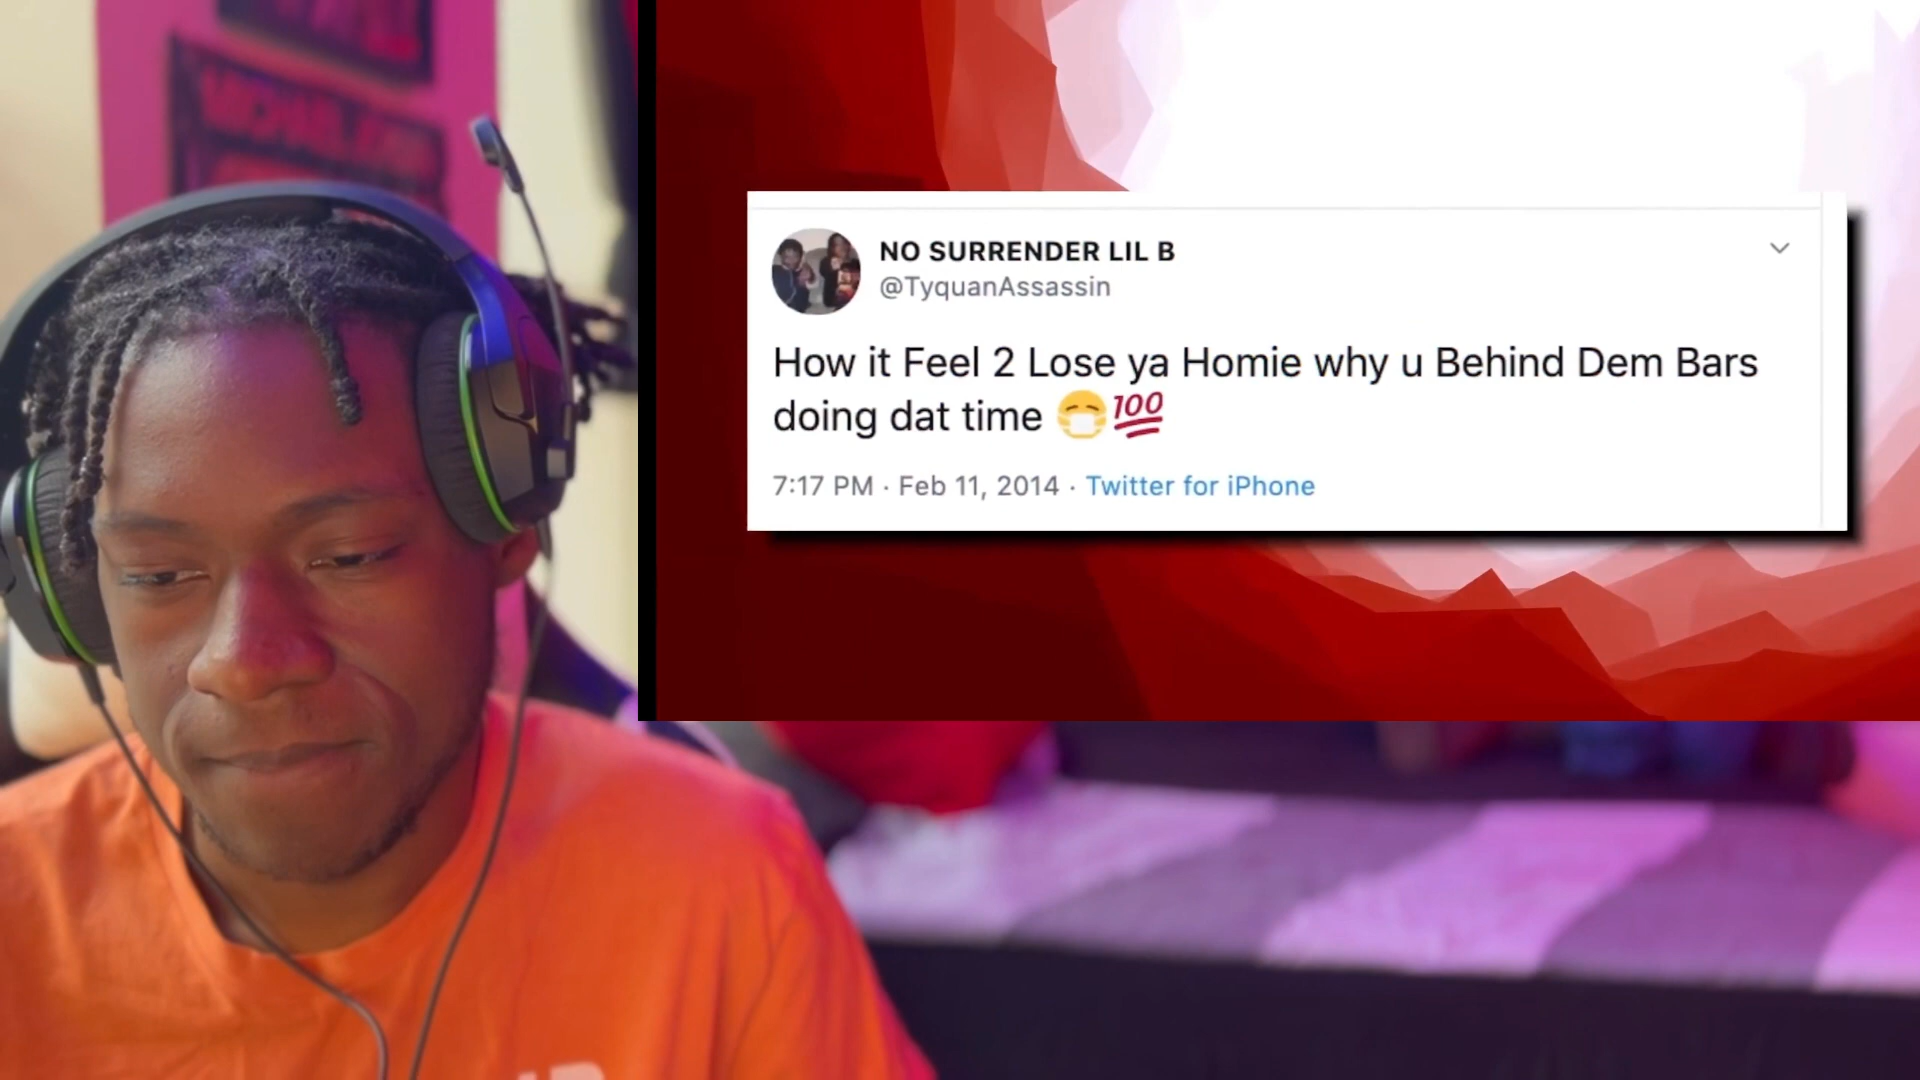 NO SURRENDER LIL B
@TyquanAssassin
How it Feel 2 Lose ya Homie why u Behind Dem Bars
doing dat time 😷💯
7:17 PM · Feb 11, 2014 · Twitter for iPhone